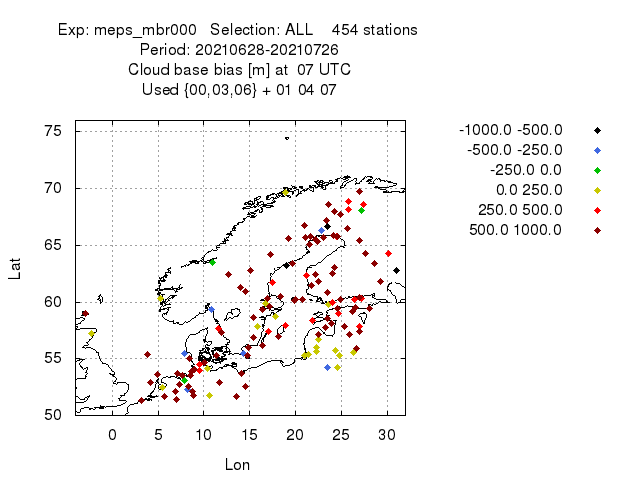 Exp: meps_mbr000 Selection: ALL 454 stations
Period: 20210628-20210726
Cloud base bias [m] at 07 UTC
Used {00,03,06} + 01 04 07
-1000.0 -500.0
-500.0 -250.0
-250.0 0.0
0.0 250.0
250.0 500.0
500.0 1000.0
75
70
65
60
55
50
Lat
0 5 10 15 20 25 30
Lon